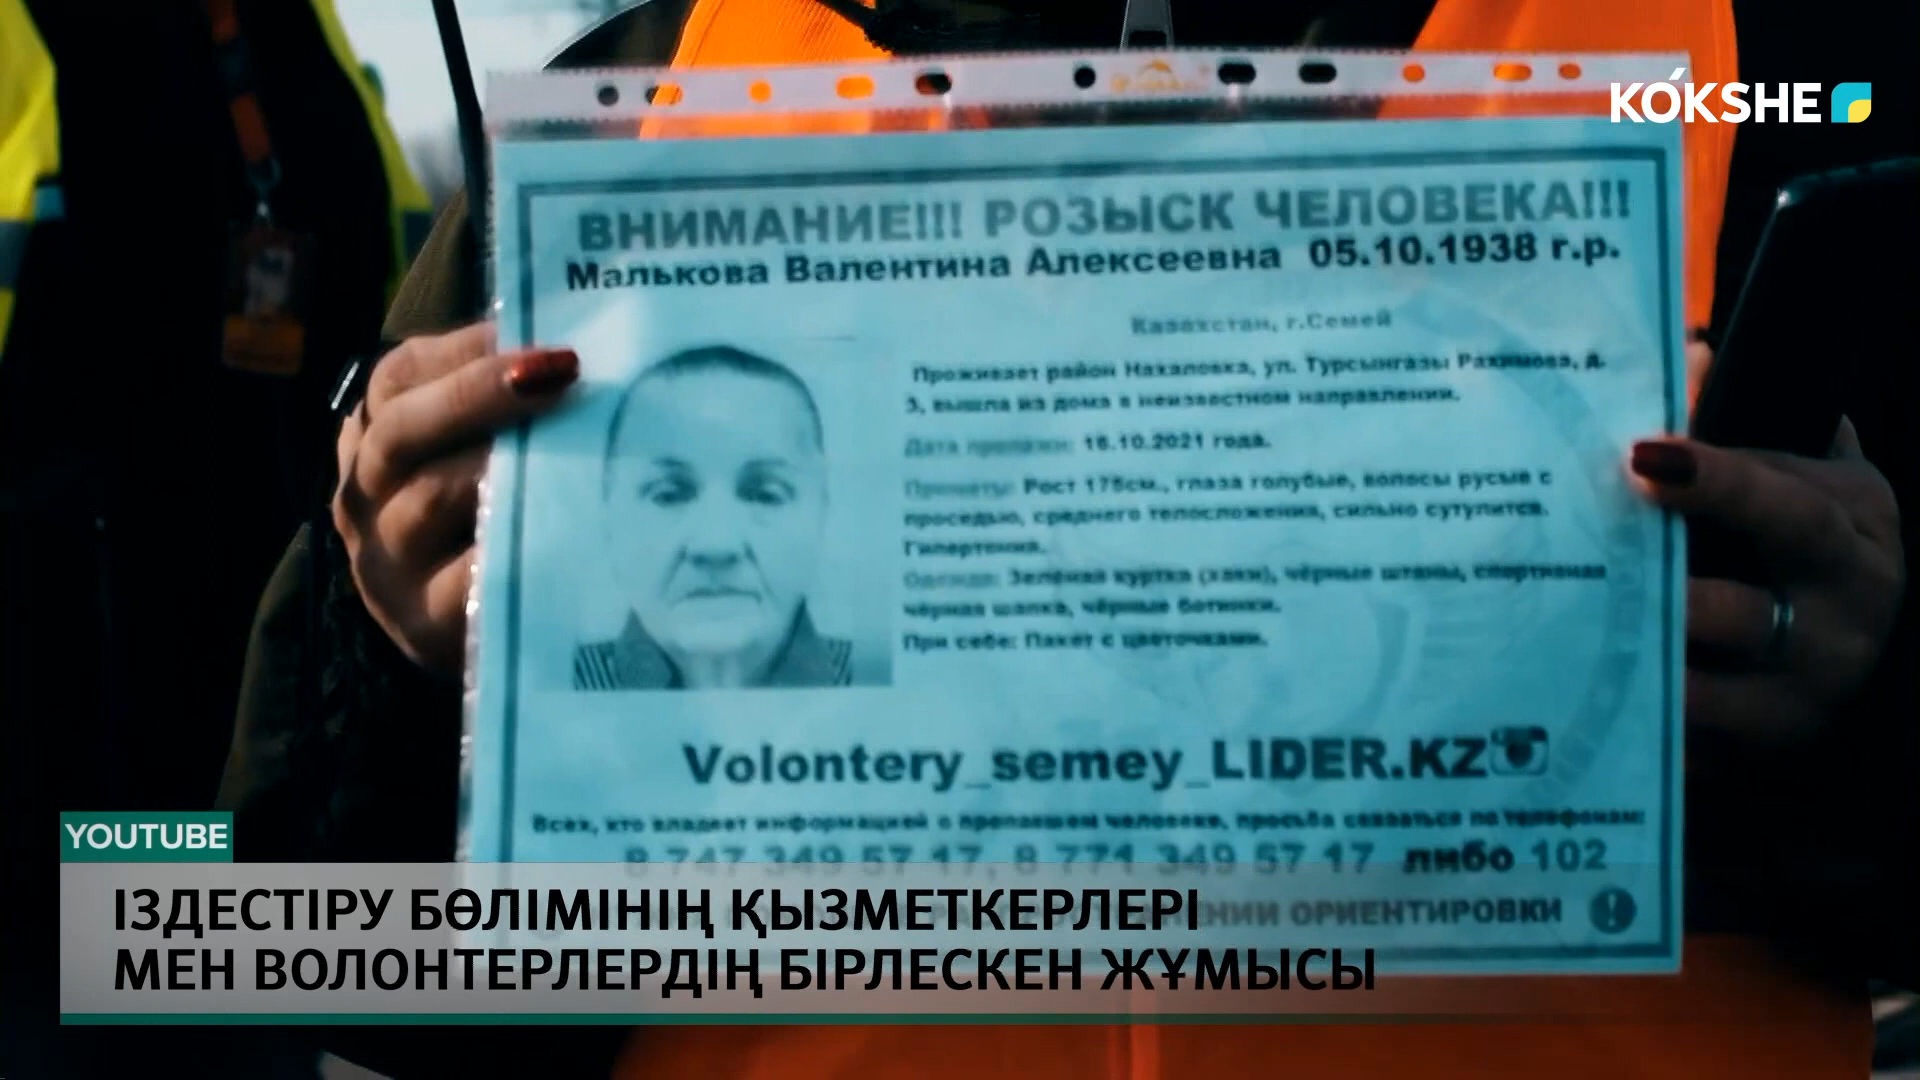 KÓKSHE
ВНИМАНИЕ!!! РОЗЫСК ЧЕЛОВЕКА!!!
Малькова Валентина Алексеевна 05.10.1938 г.р.
Казахстан, г.Семей
Проживает район Нахаловка, ул. Турсынгазы Рахимова, д.
3, вышла из дома в неизвестном направлении.
Дата пропажи: 16.10.2021 года.
Приметы: Рост 175см., глаза голубые, волосы русые с
проседью, среднего телосложения, сильно сутулится.
Гипертония.
Одежда: Зелёная куртка (хаки), чёрные штаны, спортивная
чёрная шапка, чёрные ботинки.
При себе: Пакет с цветочками.
Volontery_semey_LIDER.KZ
Всех, кто владеет информацией о пропавшем человеке, просьба связаться по телефонам:
8 747 349 57 17, 8 771 349 57 17 либо 102
ОРИЕНТИРОВКИ
YOUTUBE
ІЗДЕСТІРУ БӨЛІМІНІҢ ҚЫЗМЕТКЕРЛЕРІ
МЕН ВОЛОНТЕРЛЕРДІҢ БІРЛЕСКЕН ЖҰМЫСЫ